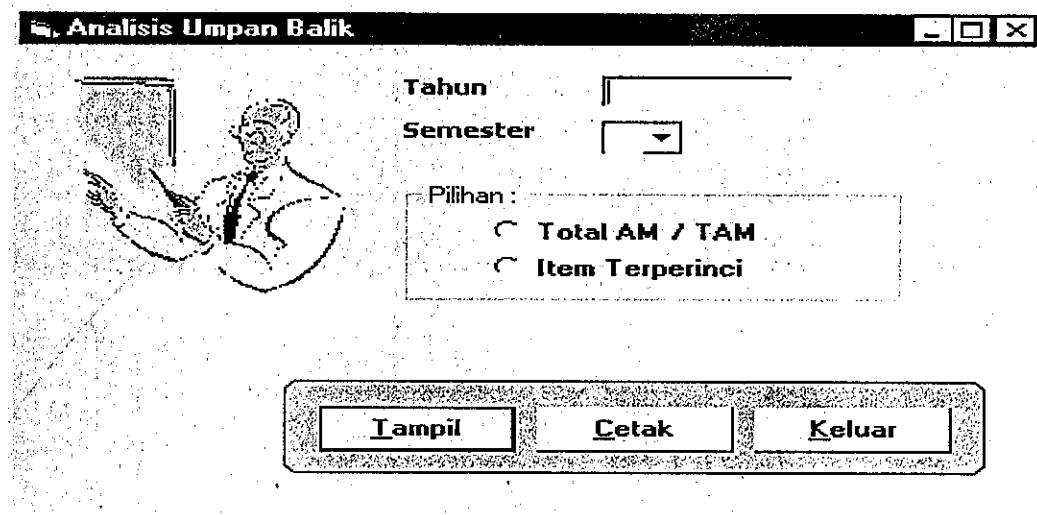 Analisis Umpan Balik
Tahun
Semester
Pilihan :
Total AM / TAM
Item Terperinci
Tampil Cetak Keluar